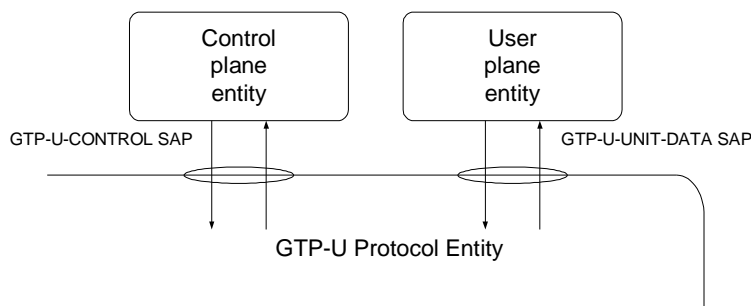 Control
plane
entity
User
plane
entity
GTP-U-CONTROL SAP
GTP-U-UNIT-DATA SAP
GTP-U Protocol Entity